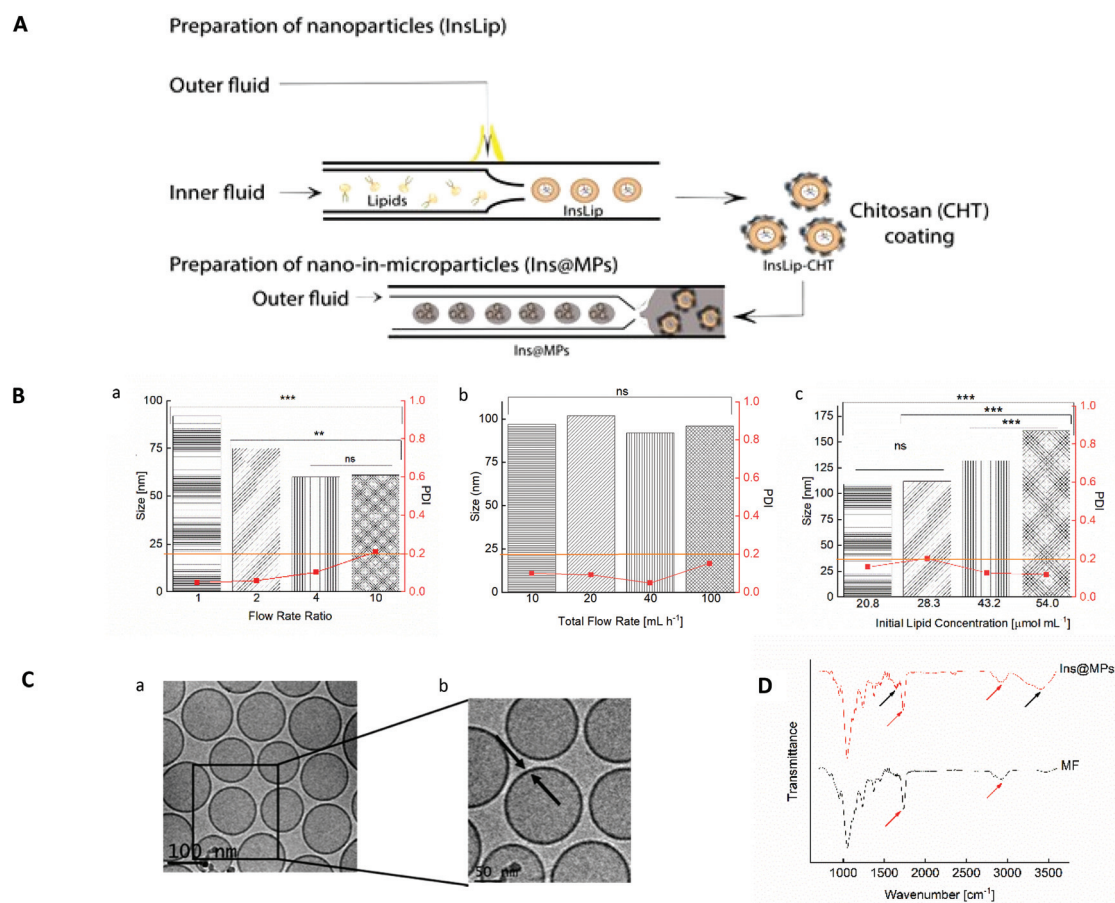 A
Preparation of nanoparticles (InsLip)
Outer fluid
Inner fluid
Lipids
InsLip
Chitosan (CHT)
coating
InsLip-CHT
Preparation of nano-in-microparticles (Ins@MPs)
Outer fluid
Ins@MPs
B
a
***
**
ns
100
75
50
25
0
Size [nm]
1.0
0.8
0.6
0.4
0.2
0.0
PDI
1 2 4 10
Flow Rate Ratio
b
ns
100
75
50
25
0
Size (nm)
1.0
0.8
0.6
0.4
0.2
0.0
PDI
10 20 40 100
Total Flow Rate [mL h⁻¹]
c
***
***
***
ns
175
150
125
100
75
50
25
0
Size [nm]
1.0
0.8
0.6
0.4
0.2
0.0
PDI
20.8 28.3 43.2 54.0
Initial Lipid Concentration [μmol mL⁻¹]
C
a
100 nm
b
50 nm
D
Ins@MPs
MF
Transmittance
1000 1500 2000 2500 3000 3500
Wavenumber [cm⁻¹]